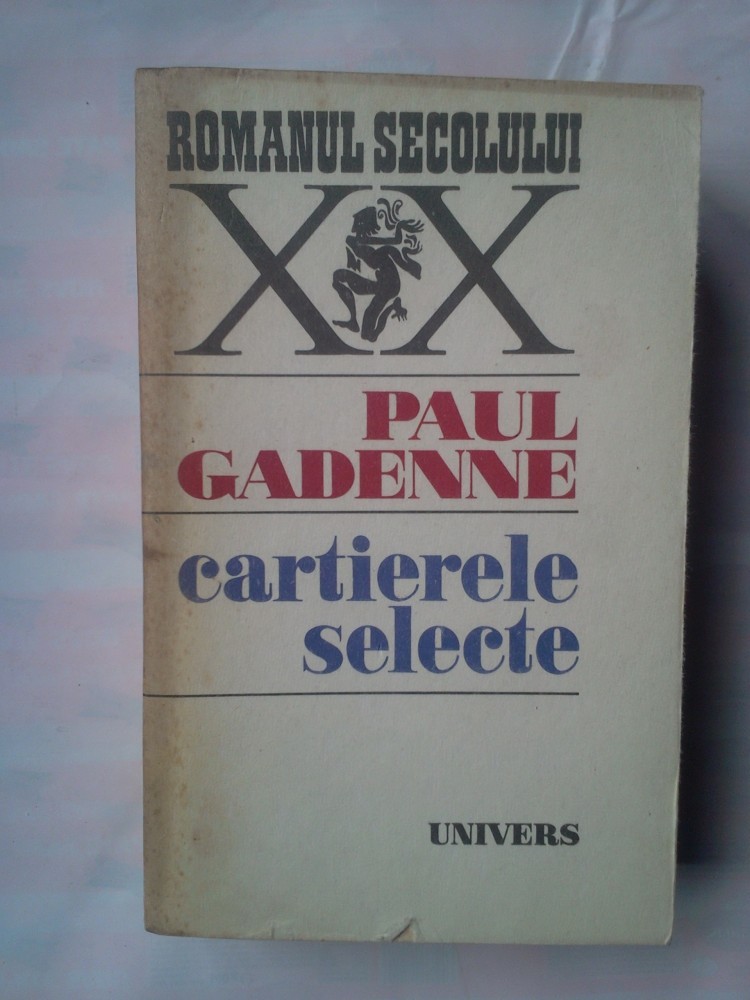 ROMANUL SECOLULUI
XX
PAUL
GADENNE
cartierele
selecte
UNIVERS